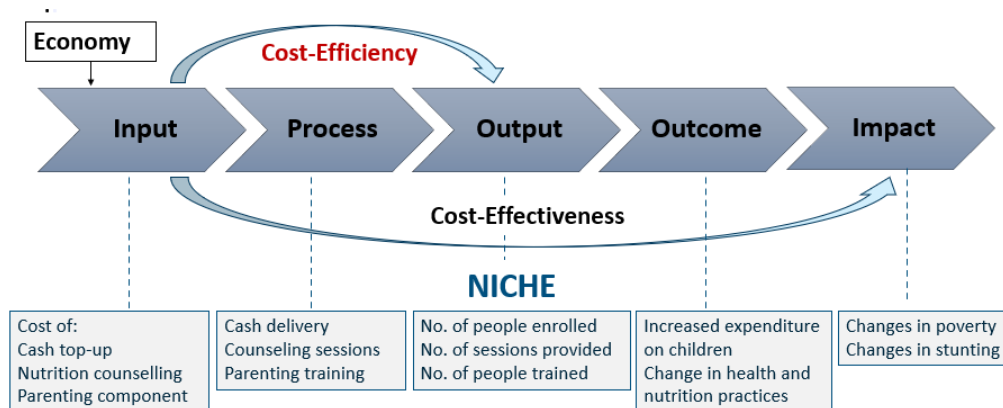 Economy
Cost-Efficiency
Input
Process
Output
Outcome
Impact
Cost-Effectiveness
NICHE
Cost of:
Cash top-up
Nutrition counselling
Parenting component
Cash delivery
Counseling sessions
Parenting training
No. of people enrolled
No. of sessions provided
No. of people trained
Increased expenditure
on children
Change in health and
nutrition practices
Changes in poverty
Changes in stunting